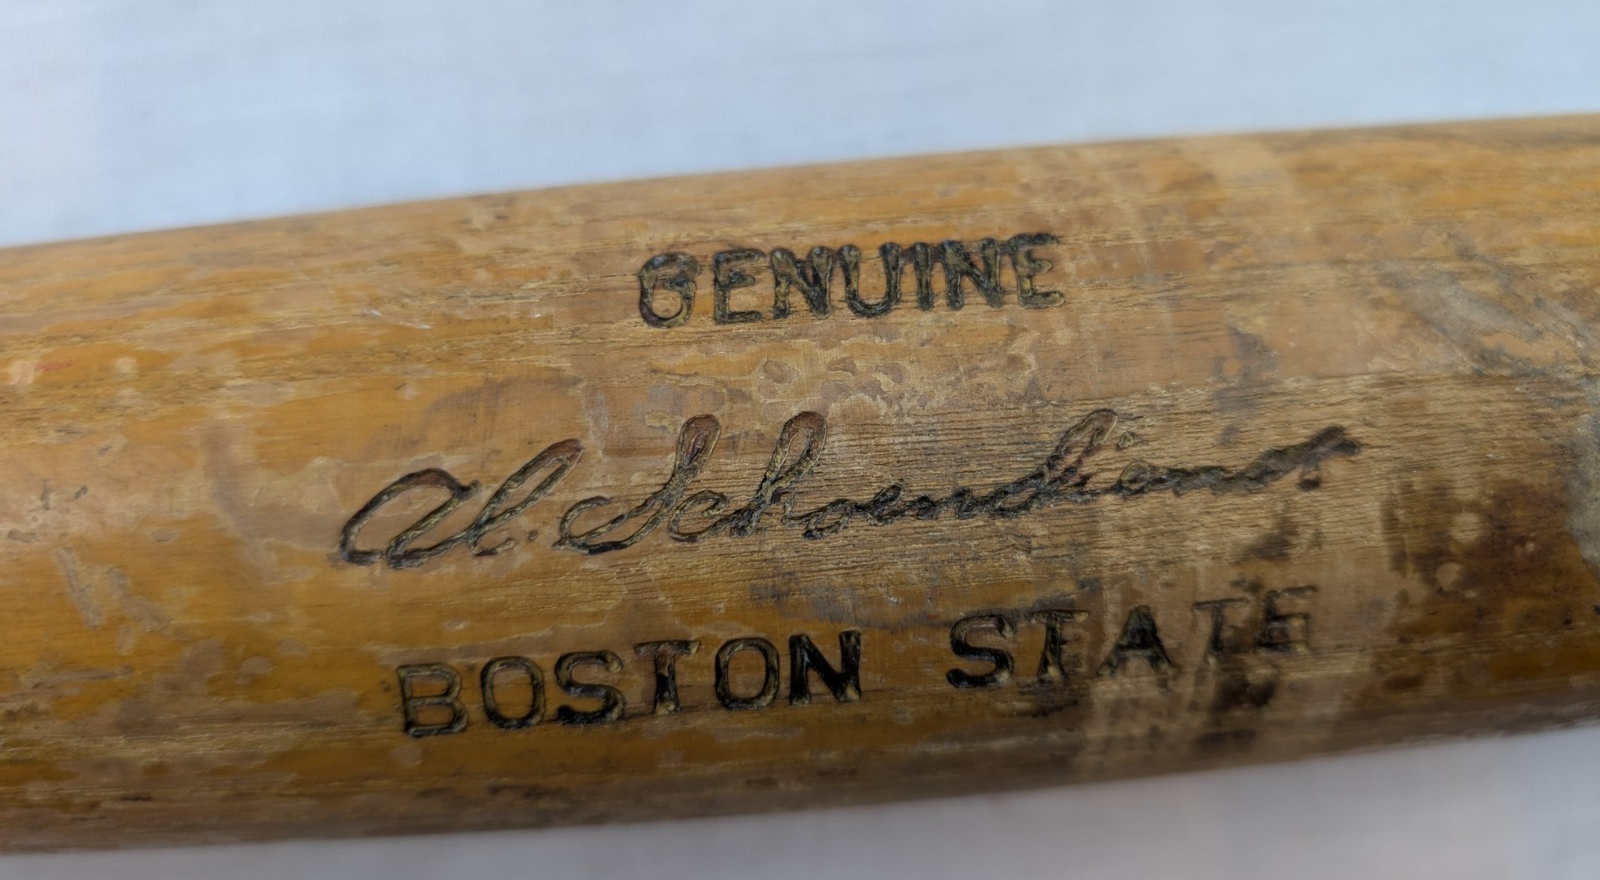 GENUINE
Al. Schoendienst
BOSTON STATE